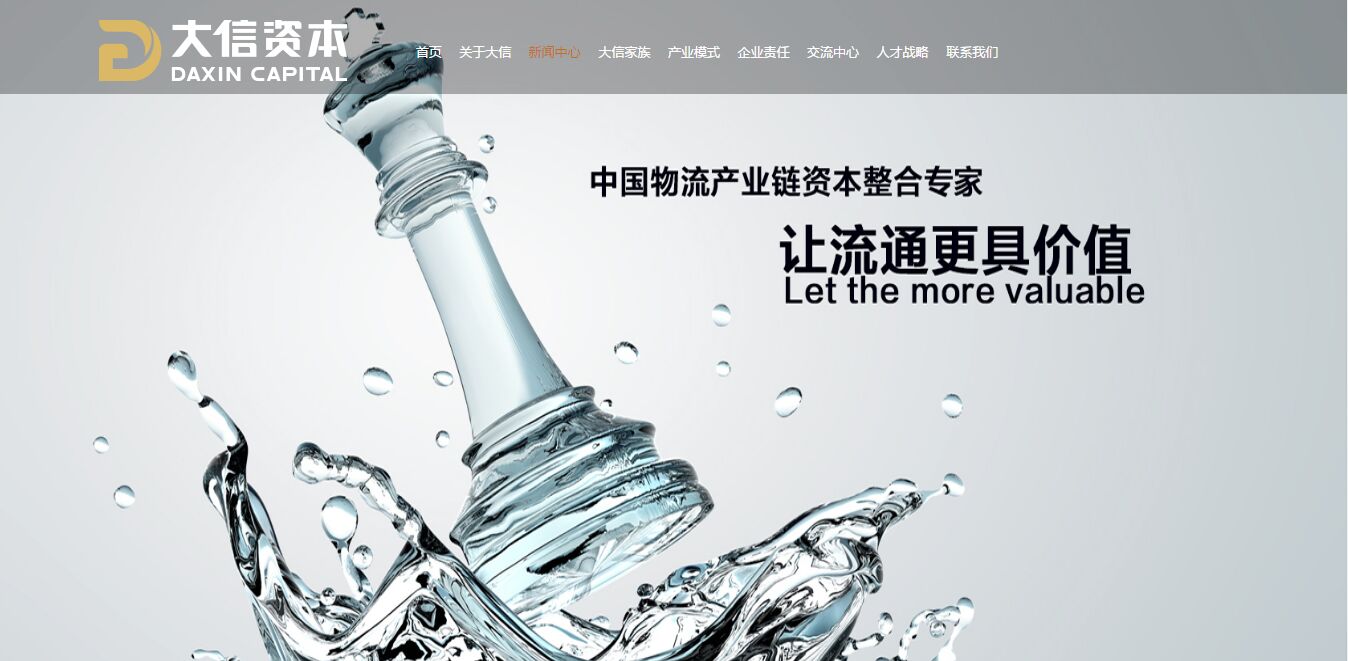 大信资本
DAXIN CAPITAL
首页 关于大信 新闻中心 大信家族 产业模式 企业责任 交流中心 人才战略 联系我们
中国物流产业链资本整合专家
让流通更具价值
Let the more valuable